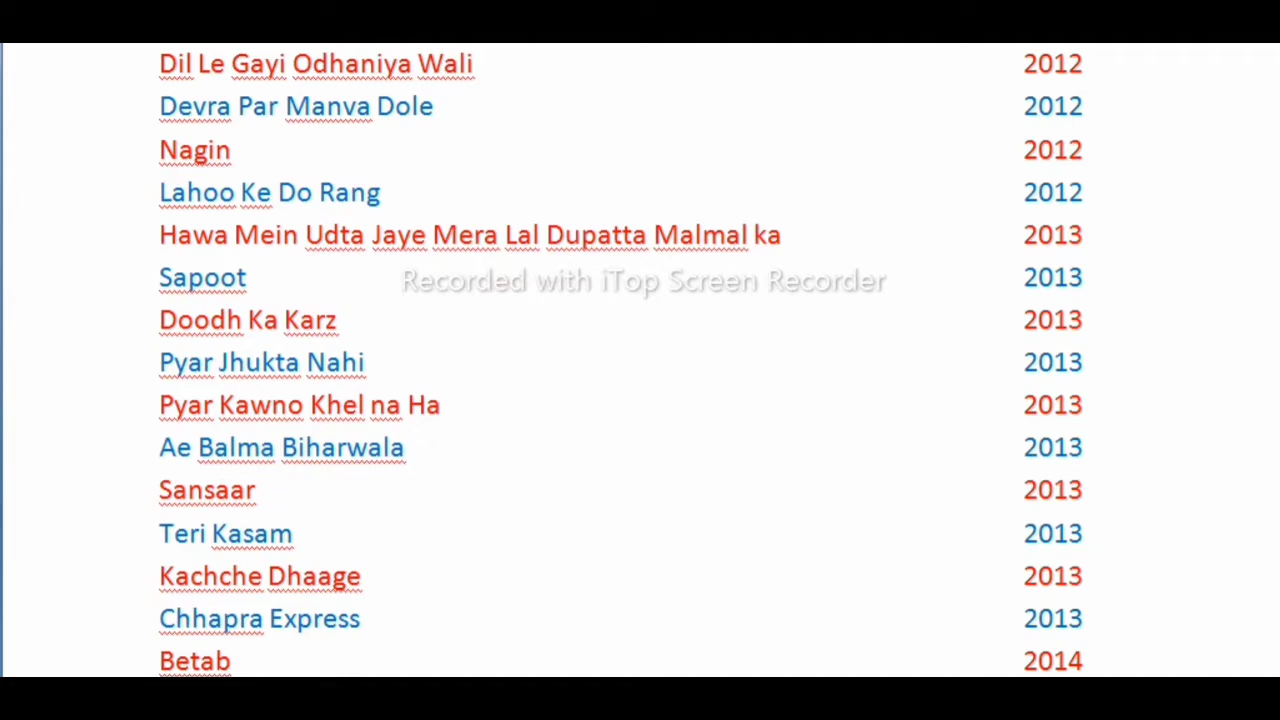 Dil Le Gayi Odhaniya Wali 2012
Devra Par Manva Dole 2012
Nagin 2012
Lahoo Ke Do Rang 2012
Hawa Mein Udta Jaye Mera Lal Dupatta Malmal ka 2013
Sapoot 2013
Recorded with iTop Screen Recorder
Doodh Ka Karz 2013
Pyar Jhukta Nahi 2013
Pyar Kawno Khel na Ha 2013
Ae Balma Biharwala 2013
Sansaar 2013
Teri Kasam 2013
Kachche Dhaage 2013
Chhapra Express 2013
Betab 2014